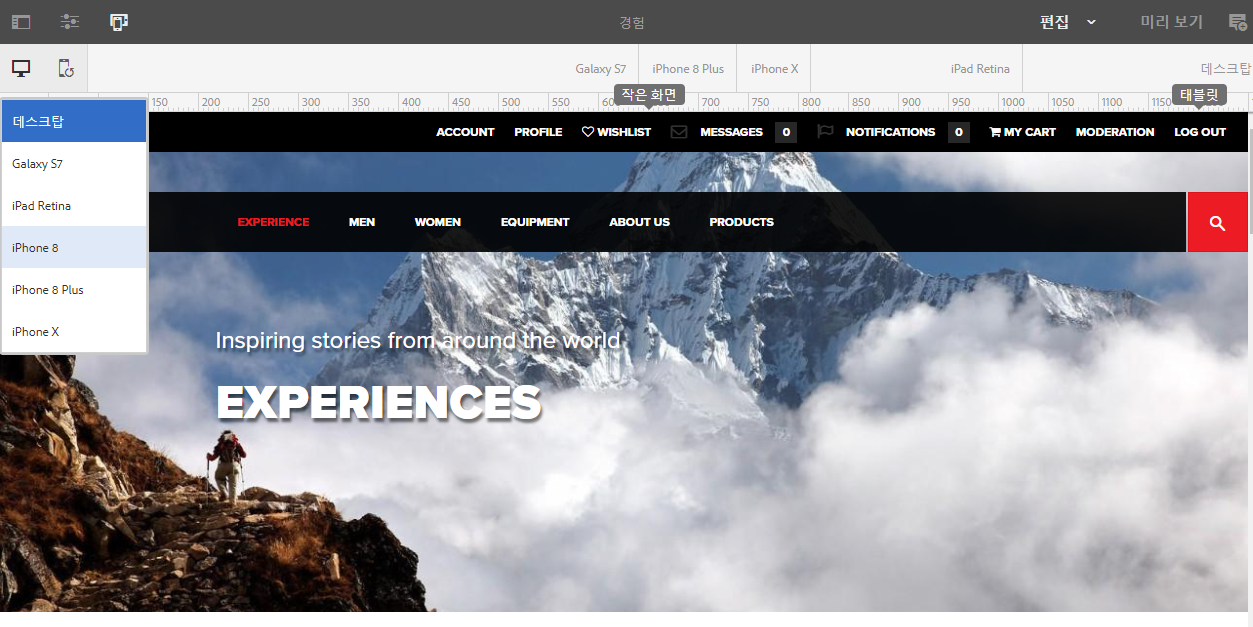 경험
편집
미리 보기
Galaxy S7 iPhone 8 Plus iPhone X iPad Retina 데스크탑
150 200 250 300 350 400 450 500 550 700 750 800 850 900 950 1000 1050 1100
작은 화면 태블릿
데스크탑
Galaxy S7
iPad Retina
iPhone 8
iPhone 8 Plus
iPhone X
ACCOUNT PROFILE WISHLIST MESSAGES 0 NOTIFICATIONS 0 MY CART MODERATION LOG OUT
EXPERIENCE MEN WOMEN EQUIPMENT ABOUT US PRODUCTS
Inspiring stories from around the world
EXPERIENCES